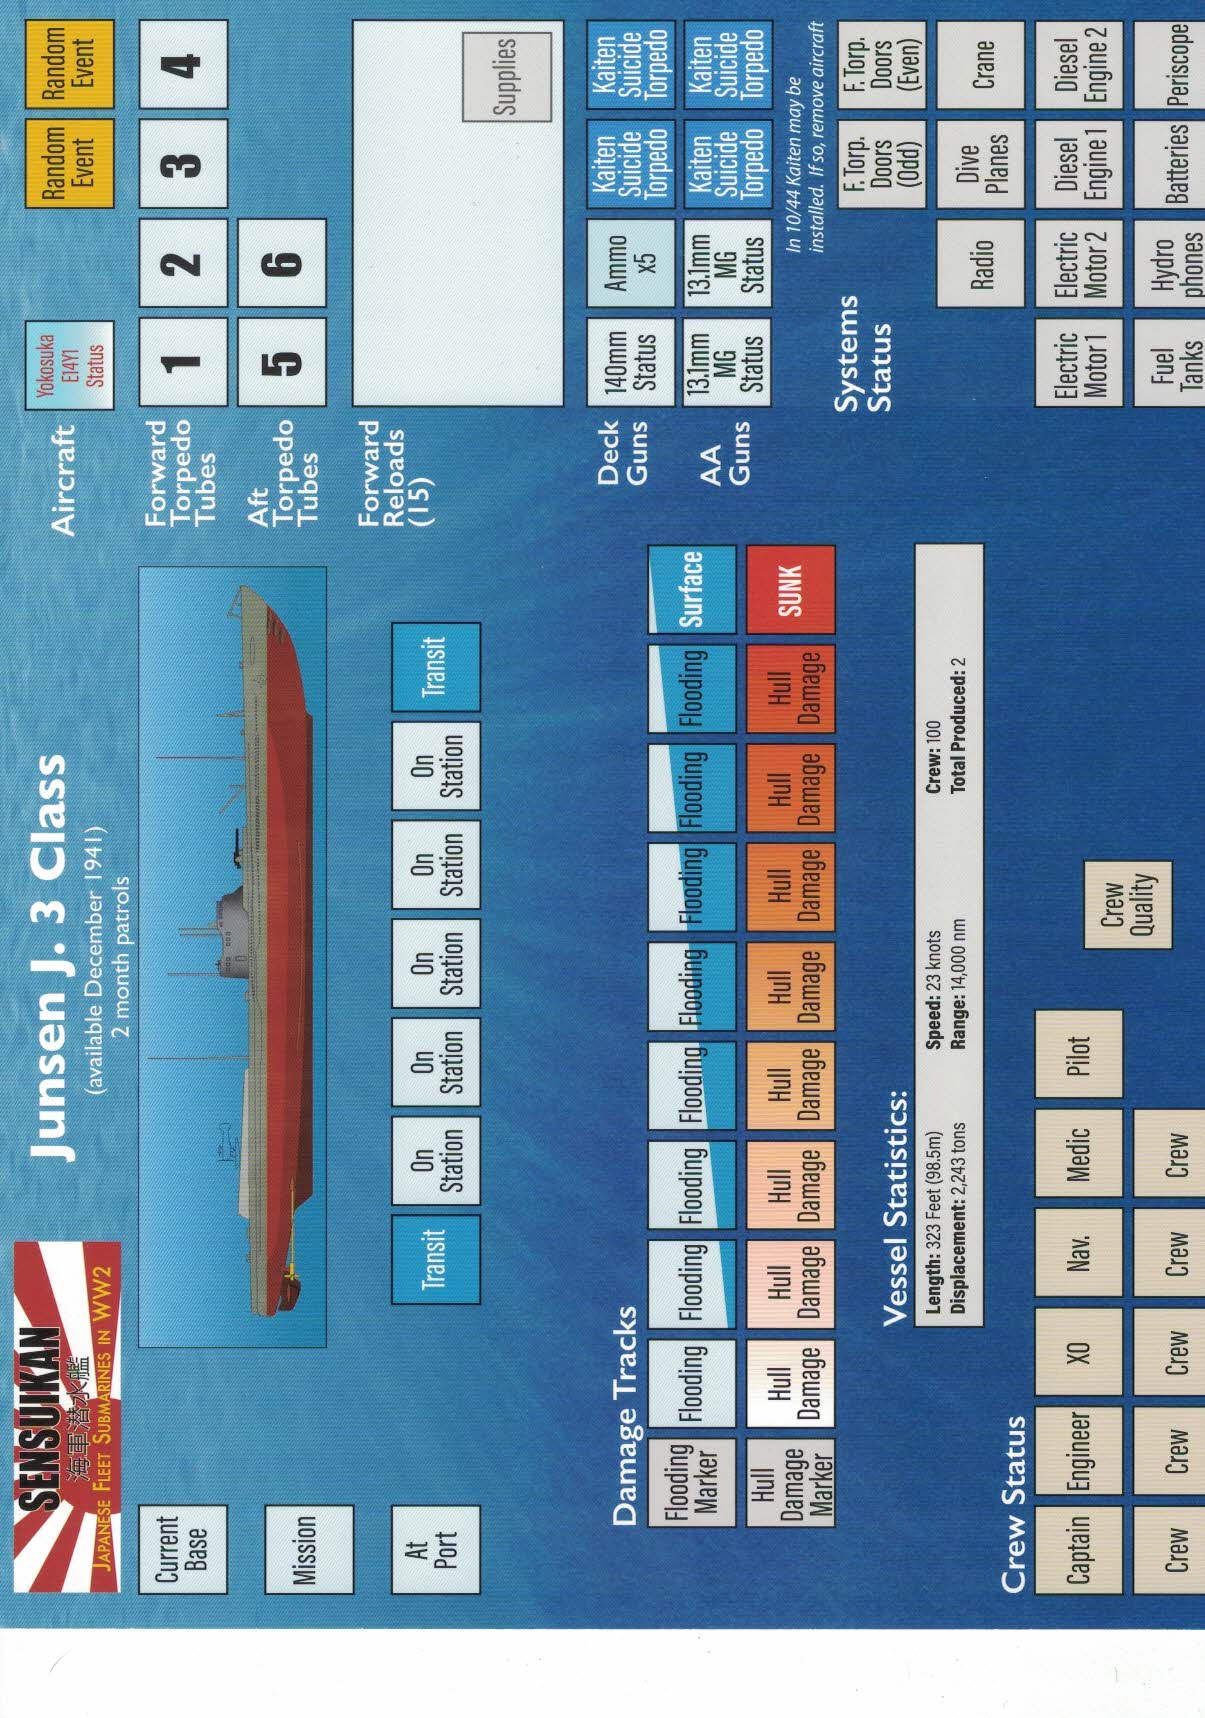 SENSUIKAN
海軍潜水艦
JAPANESE FLEET SUBMARINES IN WW2
Junsen J. 3 Class
(available December 1941)
2 month patrols
Current
Base
Mission
At
Port
Transit
On
Station
On
Station
On
Station
On
Station
On
Station
Transit
Aircraft
Yokosuka
E14Y1
Status
Random
Event
Random
Event
Forward
Torpedo
Tubes
1
2
3
4
Aft
Torpedo
Tubes
5
6
Forward
Reloads
(15)
Supplies
Damage Tracks
Flooding
Marker
Flooding
Flooding
Flooding
Flooding
Flooding
Flooding
Flooding
Flooding
Surface
Hull
Damage
Marker
Hull
Damage
Hull
Damage
Hull
Damage
Hull
Damage
Hull
Damage
Hull
Damage
Hull
Damage
Hull
Damage
SUNK
Deck
Guns
140mm
Status
Ammo
x5
Kaiten
Suicide
Torpedo
Kaiten
Suicide
Torpedo
AA
Guns
13.1mm
MG
Status
13.1mm
MG
Status
Kaiten
Suicide
Torpedo
Kaiten
Suicide
Torpedo
In 10/44 Kaiten may be
installed. If so, remove aircraft
Vessel Statistics:
Length: 323 Feet (98.5m) Speed: 23 knots Crew: 100
Displacement: 2,243 tons Range: 14,000 nm Total Produced: 2
Systems
Status
F. Torp.
Doors
(Odd)
F. Torp.
Doors
(Even)
Radio
Dive
Planes
Crane
Electric
Motor 1
Electric
Motor 2
Diesel
Engine 1
Diesel
Engine 2
Fuel
Tanks
Hydro
phones
Batteries
Periscope
Crew Status
Captain
Engineer
XO
Nav.
Medic
Pilot
Crew
Quality
Crew
Crew
Crew
Crew
Crew